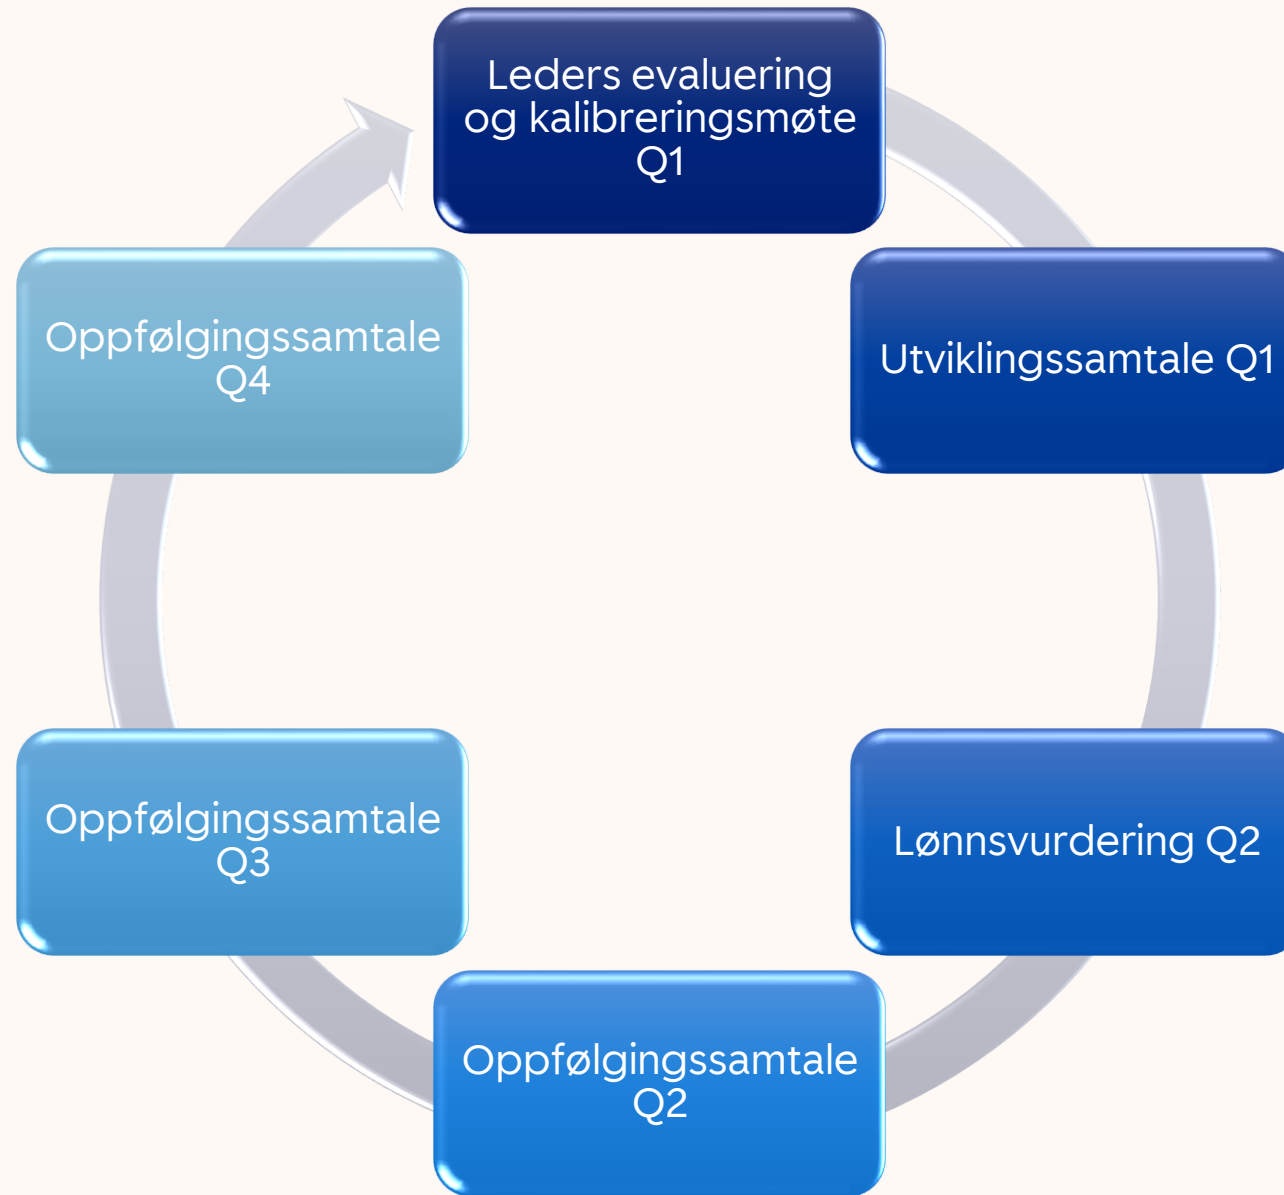 Leders evaluering
og kalibreringsmøte
Q1
Utviklingssamtale Q1
Lønnsvurdering Q2
Oppfølgingssamtale
Q2
Oppfølgingssamtale
Q3
Oppfølgingssamtale
Q4